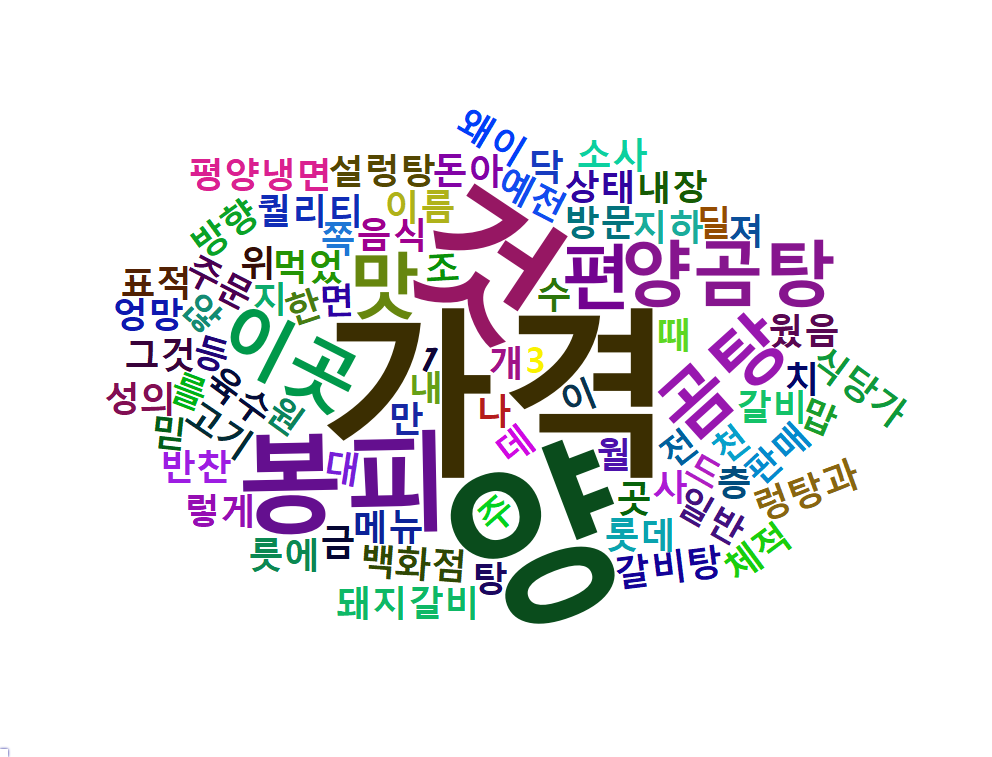 왜이
닥
소사
평양냉면
설렁탕
돈아
예전
상태
내장
방향
퀄리티
이름
쪽
음식
것
방문
지하
딜
져
위
먹었
맛
조
편
양곰탕
표적
주문
지
한
면
수
엉망
않
이곳
가격
때
탕
웠음
그것
등
1
개
3
치
식당가
성의
를
육수
원
내
이
곰
갈비
맙
믿
고기
만
나
데
월
전
천
판매
반찬
봉피
대
양
주
곳
사
드
층
렁탕과
렇게
메뉴
일반
롯데
릇에
금
백화점
탕
갈비탕
체적
돼지갈비